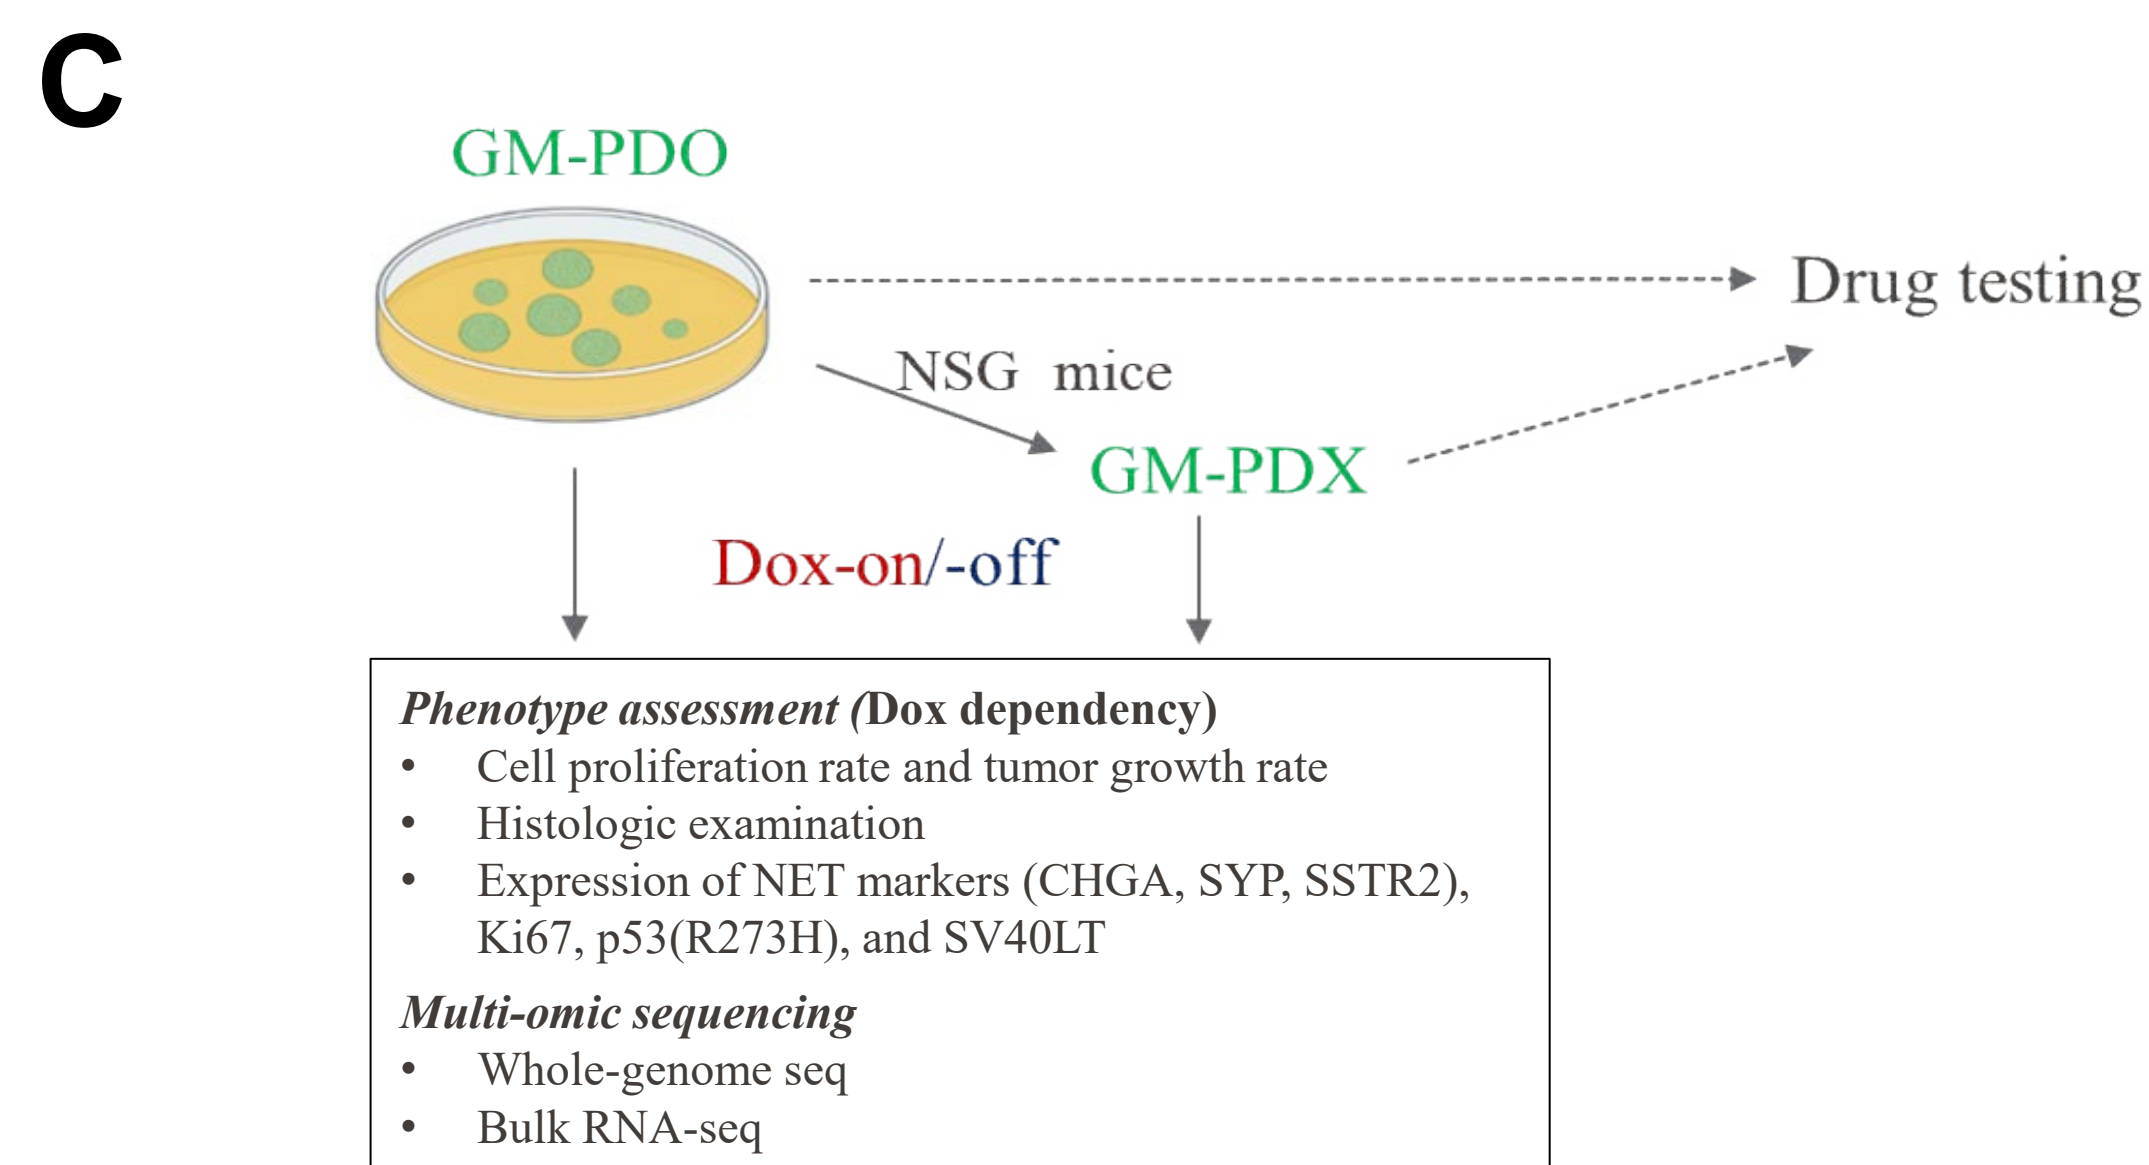 C
GM-PDO
Drug testing
NSG mice
GM-PDX
Dox-on/-off
Phenotype assessment (Dox dependency)
• Cell proliferation rate and tumor growth rate
• Histologic examination
• Expression of NET markers (CHGA, SYP, SSTR2),
Ki67, p53(R273H), and SV40LT
Multi-omic sequencing
• Whole-genome seq
• Bulk RNA-seq